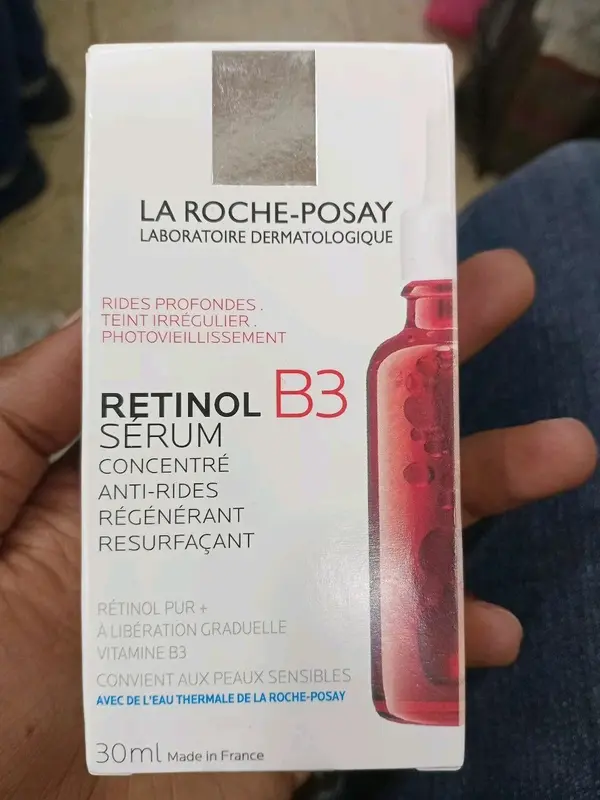 LA ROCHE-POSAY
LABORATOIRE DERMATOLOGIQUE
RIDES PROFONDES .
TEINT IRRÉGULIER .
PHOTOVIEILLISSEMENT
RETINOL B3
SÉRUM
CONCENTRÉ
ANTI-RIDES
RÉGÉNÉRANT
RESURFAÇANT
RÉTINOL PUR +
À LIBÉRATION GRADUELLE
VITAMINE B3
CONVIENT AUX PEAUX SENSIBLES
AVEC DE L'EAU THERMALE DE LA ROCHE-POSAY
30ml Made in France